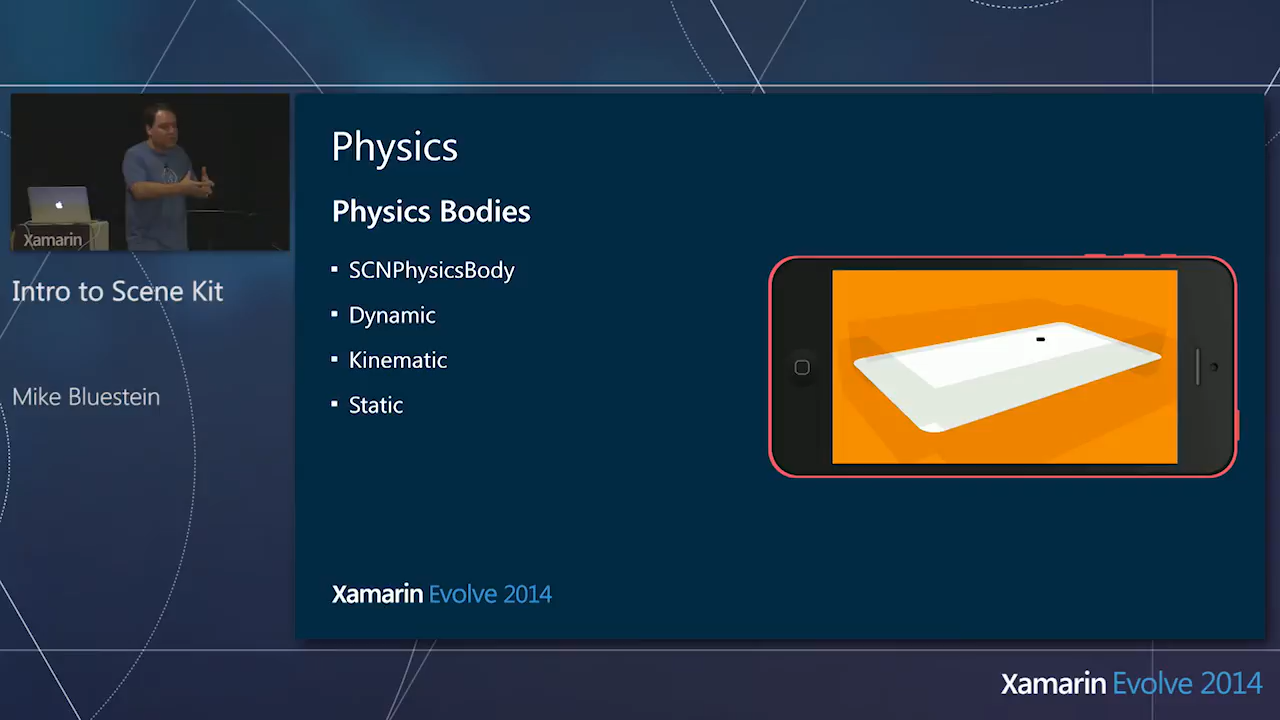 Xamarin
Intro to Scene Kit
Mike Bluestein
Physics
Physics Bodies
▪ SCNPhysicsBody
▪ Dynamic
▪ Kinematic
▪ Static
Xamarin Evolve 2014
Xamarin Evolve 2014